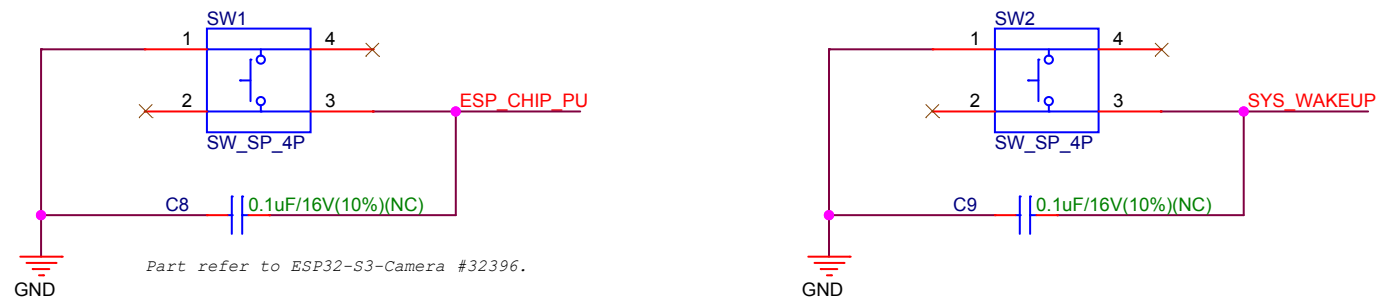 SW1
1
4
2
3
ESP_CHIP_PU
SW_SP_4P
C8
0.1uF/16V(10%)(NC)
Part refer to ESP32-S3-Camera #32396.
GND
SW2
1
4
2
3
SYS_WAKEUP
SW_SP_4P
C9
0.1uF/16V(10%)(NC)
GND